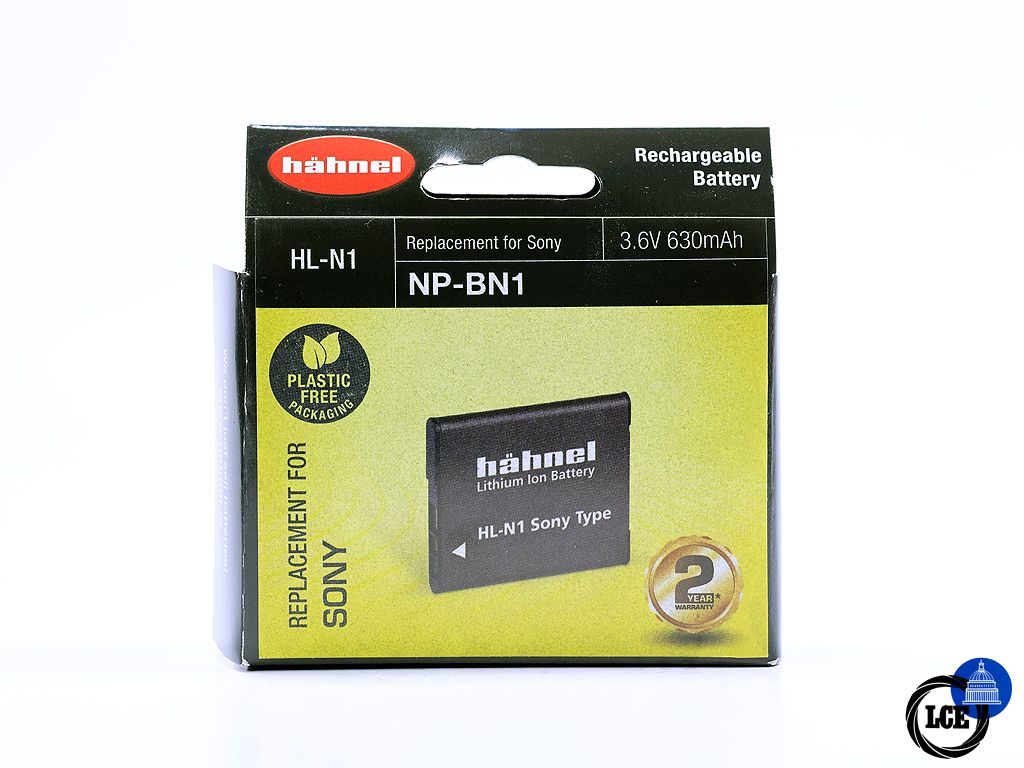 hähnel
Rechargeable
Battery
HL-N1
Replacement for Sony
3.6V 630mAh
NP-BN1
PLASTIC
FREE
PACKAGING
REPLACEMENT FOR
SONY
hähnel
Lithium Ion Battery
HL-N1 Sony Type
2
YEAR*
WARRANTY
LCE